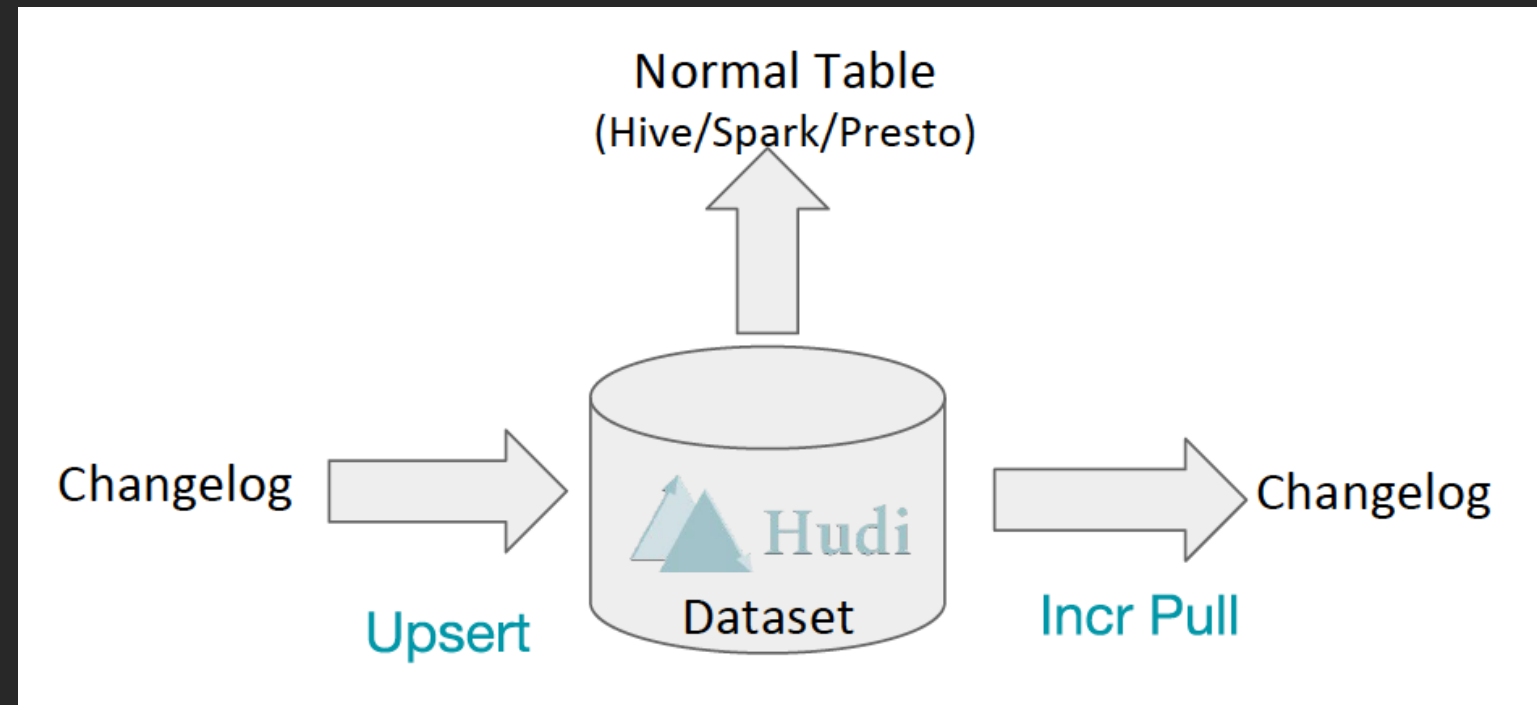 Normal Table
(Hive/Spark/Presto)
Changelog
Hudi
Dataset
Changelog
Upsert
Incr Pull